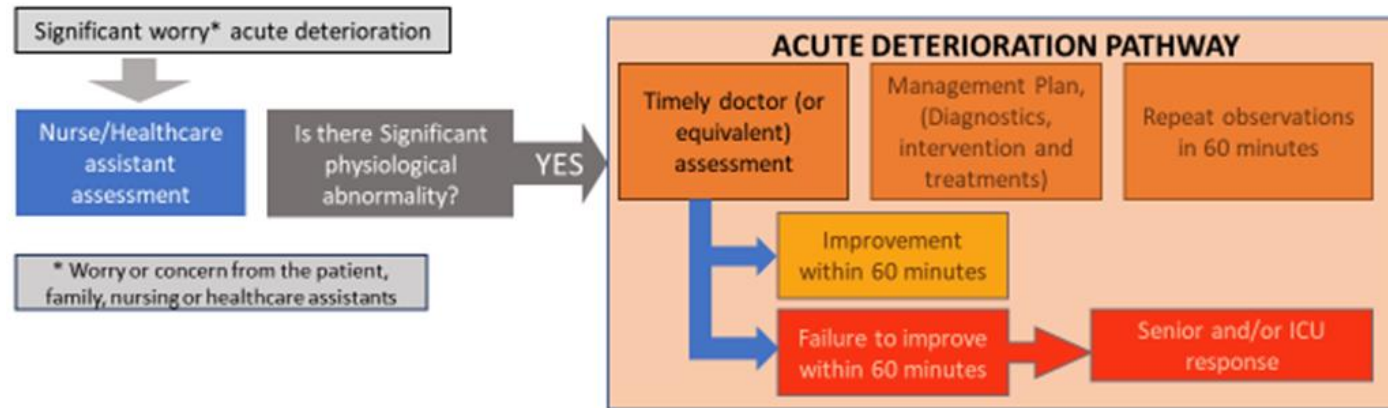 Significant worry* acute deterioration
Nurse/Healthcare
assistant
assessment
Is there Significant
physiological
abnormality?
YES
* Worry or concern from the patient,
family, nursing or healthcare assistants
ACUTE DETERIORATION PATHWAY
Timely doctor (or
equivalent)
assessment
Management Plan,
(Diagnostics,
intervention and
treatments)
Repeat observations
in 60 minutes
Improvement
within 60 minutes
Failure to improve
within 60 minutes
Senior and/or ICU
response